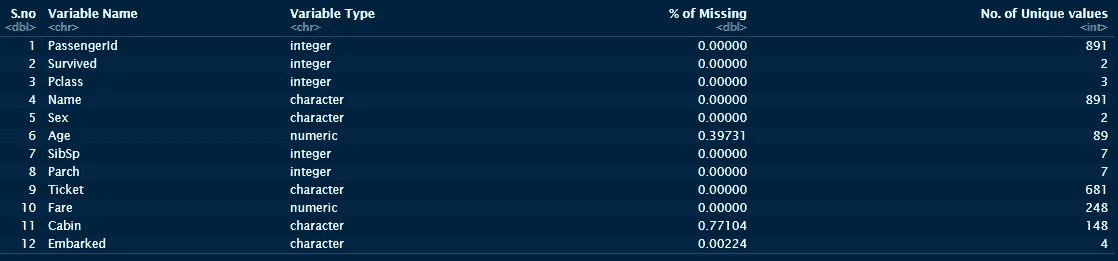 S.no Variable Name Variable Type % of Missing No. of Unique values
<dbl> <chr> <chr> <dbl> <int>
1 PassengerId integer 0.00000 891
2 Survived integer 0.00000 2
3 Pclass integer 0.00000 3
4 Name character 0.00000 891
5 Sex character 0.00000 2
6 Age numeric 0.39731 89
7 SibSp integer 0.00000 7
8 Parch integer 0.00000 7
9 Ticket character 0.00000 681
10 Fare numeric 0.00000 248
11 Cabin character 0.77104 148
12 Embarked character 0.00224 4